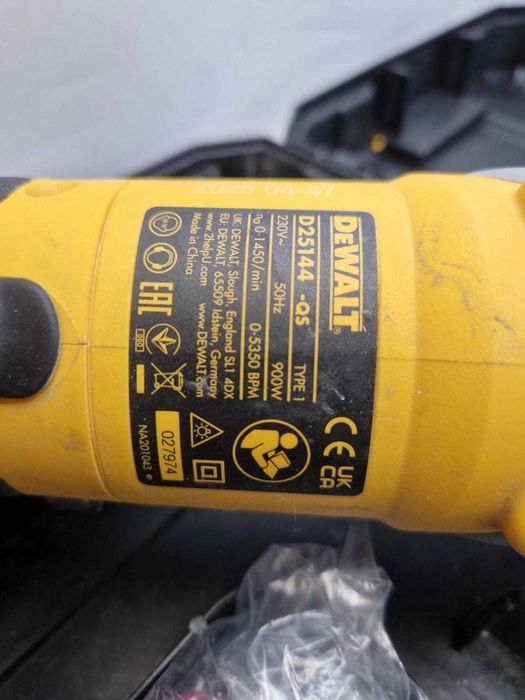 2025 04-47
DEWALT®
D25144 -QS TYPE 1
230V~ 50Hz 900W
n₀ 0-1450/min 0-5350 BPM
UK: DEWALT, Slough, England SL1 4DX
EU: DEWALT, 65509 Idstein, Germany
www.2helpU.com www.DEWALT.com
Made in China
CE UK
CA
EAC
027974
NA201043